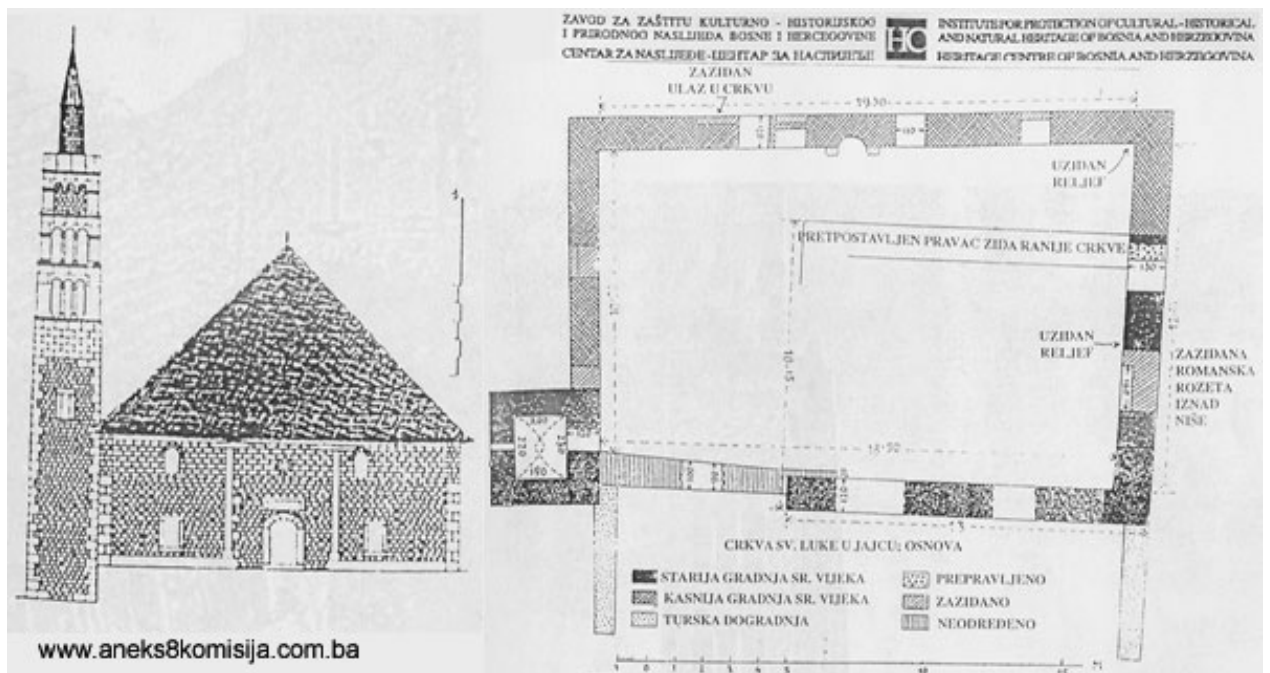 ZAVOD ZA ZAŠTITU KULTURNO - HISTORIJSKOG
I PRIRODNOG NASLIJEĐA BOSNE I HERCEGOVINE
CENTAR ZA NASLIJEĐE-ЦЕНТАР ЗА НАСЛИЈЕЂЕ
HC
INSTITUTE FOR PROTECTION OF CULTURAL - HISTORICAL
AND NATURAL HERITAGE OF BOSNIA AND HERZEGOVINA
HERITAGE CENTRE OF BOSNIA AND HERZEGOVINA
ZAZIDAN
ULAZ U CRKVU
UZIDAN
RELJEF
PRETPOSTAVLJEN PRAVAC ZIDA RANIJE CRKVE
UZIDAN
RELJEF
ZAZIDANA
ROMANSKA
ROZETA
IZNAD
NIŠE
CRKVA SV. LUKE U JAJCU: OSNOVA
STARIJA GRADNJA SR. VIJEKA
KASNIJA GRADNJA SR. VIJEKA
TURSKA DOGRADNJA
PREPRAVLJENO
ZAZIDANO
NEODREĐENO
www.aneks8komisija.com.ba